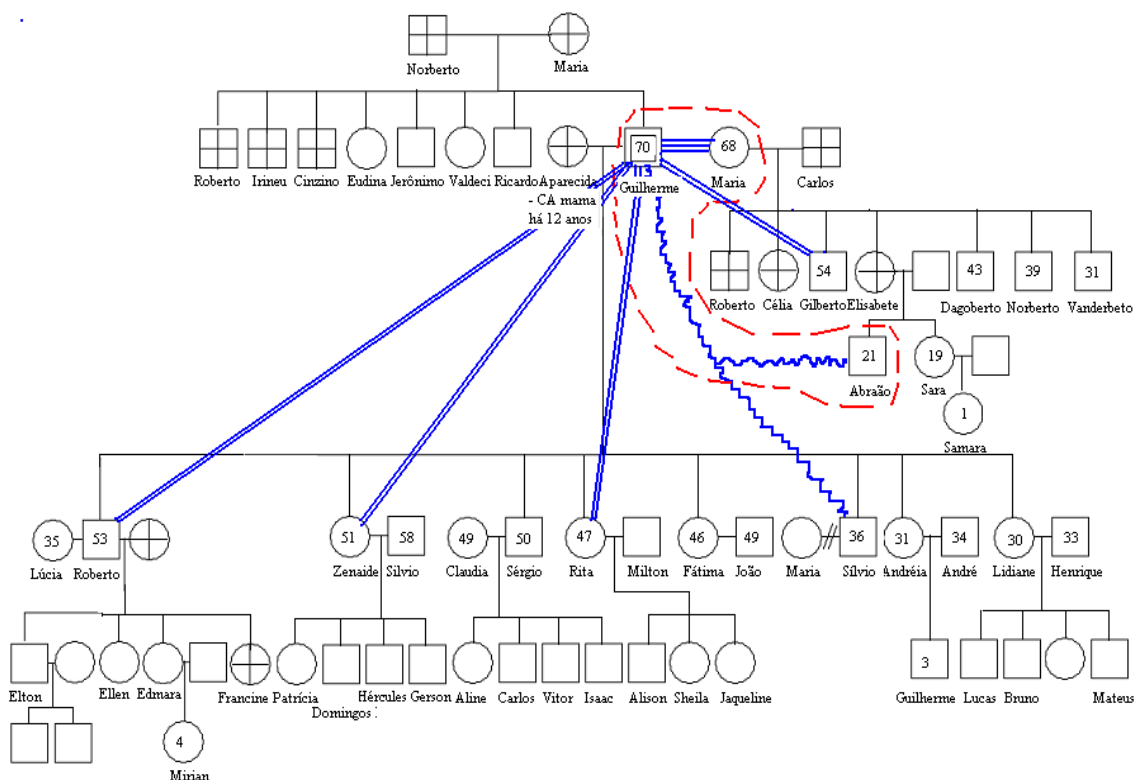 Norberto
Maria
70
68
Roberto Irineu Cinzino Eudina Jerônimo Valdeci Ricardo Aparecida Guilherme Maria Carlos
- CA mama
há 12 anos
54
43
39
31
Roberto Célia Gilberto Elisabete Dagoberto Norberto Vanderbeto
21
19
Abraão
Sara
1
Samara
35
53
51
58
49
50
47
46
49
36
31
34
30
33
Lúcia Roberto Zenaide Silvio Claudia Sérgio Rita Milton Fátima João Maria Sílvio Andréia André Lidiane Henrique
3
Elton Ellen Edmara Francine Patrícia Hércules Gerson Aline Carlos Vitor Isaac Alison Sheila Jaqueline Guilherme Lucas Bruno Mateus
Domingos :
4
Mirian